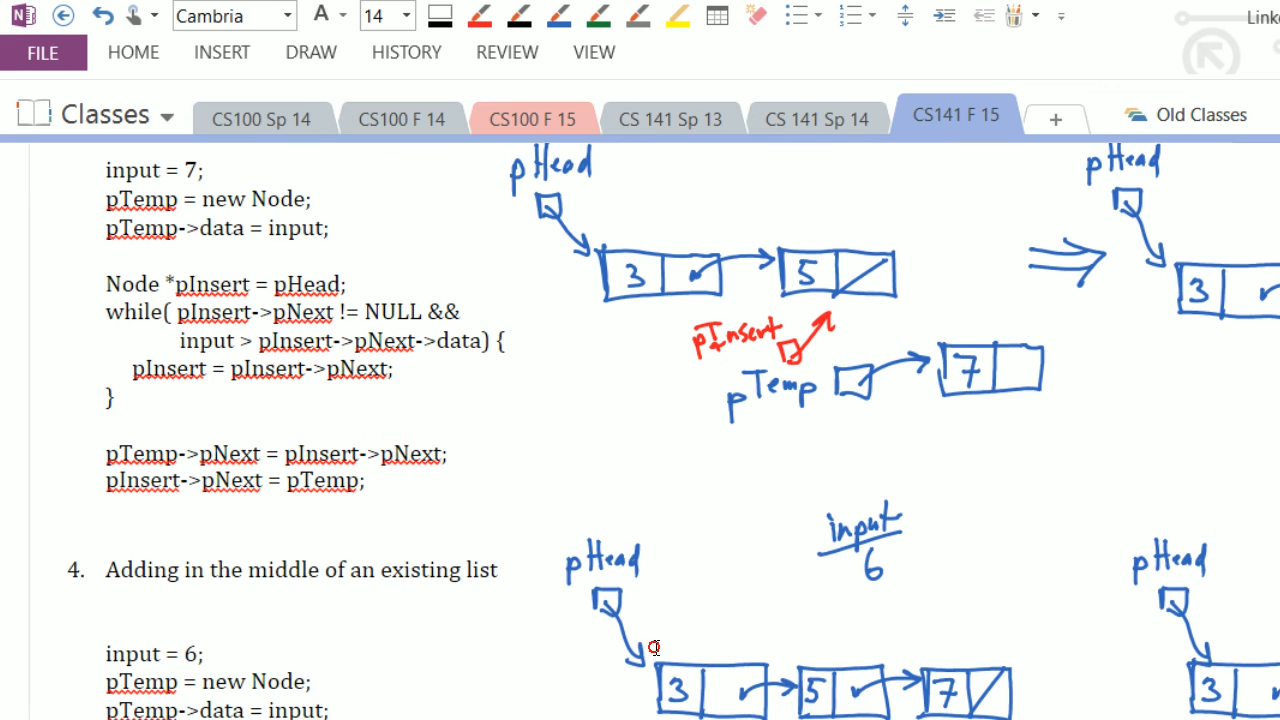 Cambria
A
14
Linke
FILE
HOME
INSERT
DRAW
HISTORY
REVIEW
VIEW
Classes
CS100 Sp 14
CS100 F 14
CS100 F 15
CS 141 Sp 13
CS 141 Sp 14
CS141 F 15
+
Old Classes
input = 7;
pTemp = new Node;
pTemp->data = input;
Node *pInsert = pHead;
while( pInsert->pNext != NULL &&
input > pInsert->pNext->data) {
pInsert = pInsert->pNext;
}
pTemp->pNext = pInsert->pNext;
pInsert->pNext = pTemp;
pHead
3
5
pInsert
pTemp
7
pHead
3
4. Adding in the middle of an existing list
input = 6;
pTemp = new Node;
pTemp->data = input;
input
6
pHead
3
5
7
pHead
3